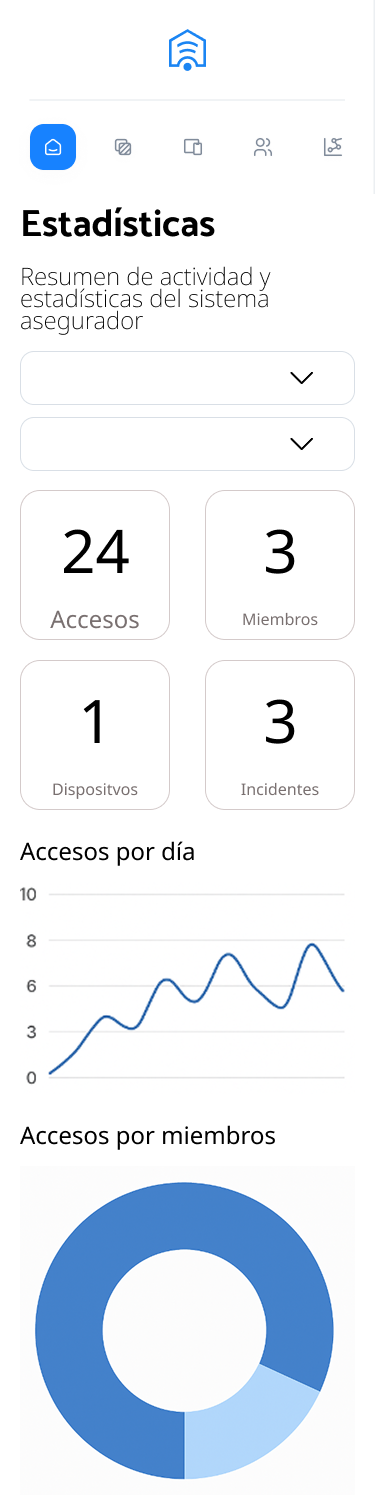 Estadísticas
Resumen de actividad y
estadísticas del sistema
asegurador
24
Accesos
3
Miembros
1
Dispositvos
3
Incidentes
Accesos por día
10
8
6
3
0
Accesos por miembros